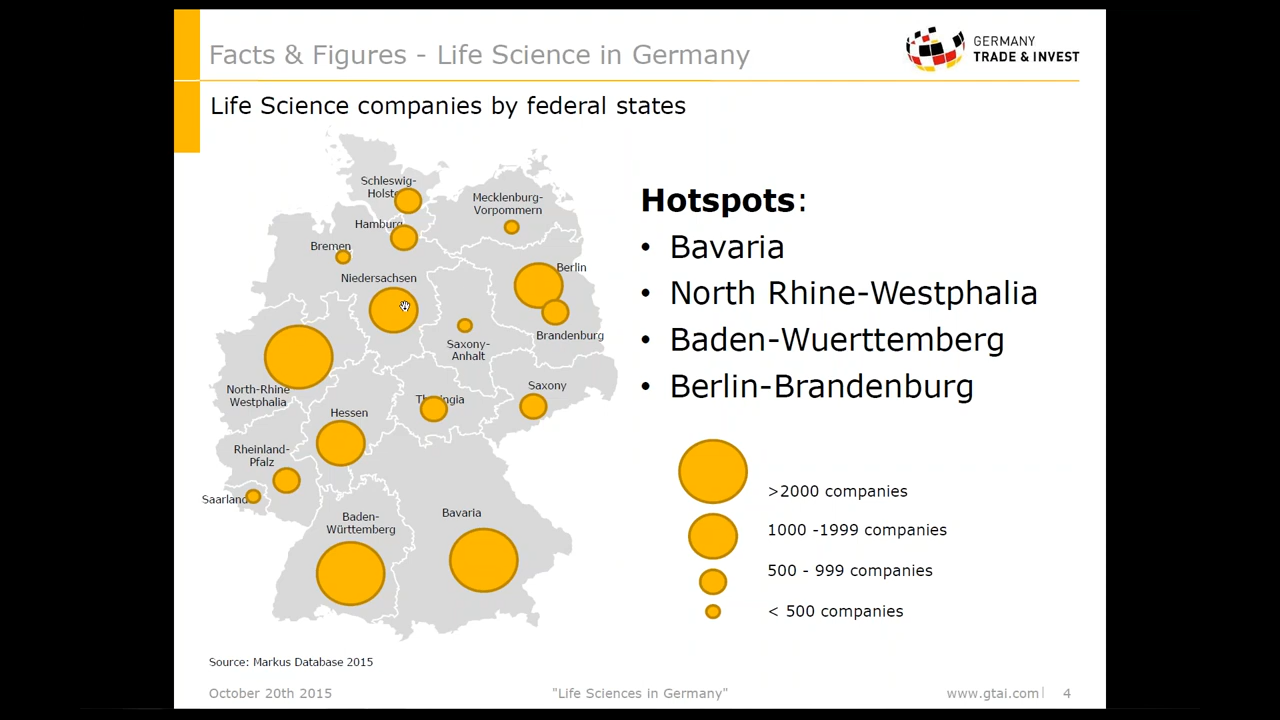 Facts & Figures - Life Science in Germany
GERMANY
TRADE & INVEST
Life Science companies by federal states
Schleswig-
Holst
Mecklenburg-
Vorpommern
Hamburg
Bremen
Berlin
Niedersachsen
Brandenburg
Saxony-
Anhalt
North-Rhine
Westphalia
Saxony
Hessen
Rheinland-
Pfalz
Saarland
Baden-
Württemberg
Bavaria
Hotspots:
• Bavaria
• North Rhine-Westphalia
• Baden-Wuerttemberg
• Berlin-Brandenburg
>2000 companies
1000 -1999 companies
500 - 999 companies
< 500 companies
Source: Markus Database 2015
October 20th 2015
"Life Sciences in Germany"
www.gtai.com
4